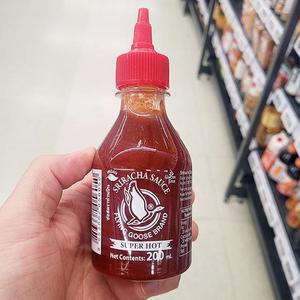 SRIRACHA SAUCE
FLYING GOOSE BRAND
SUPER HOT
Net Contents: 200 mL